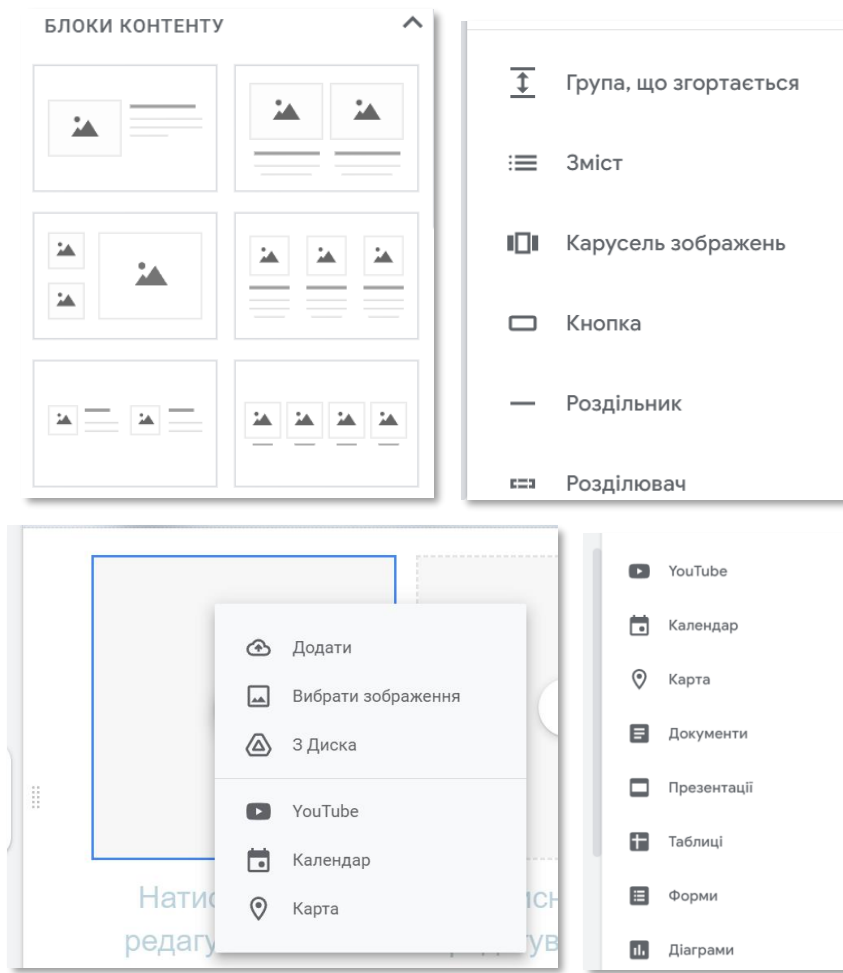 БЛОКИ КОНТЕНТУ
Група, що згортається
Зміст
Карусель зображень
Кнопка
Роздільник
Розділювач
Додати
Вибрати зображення
З Диска
YouTube
Календар
Карта
YouTube
Календар
Карта
Документи
Презентації
Таблиці
Форми
Діаграми